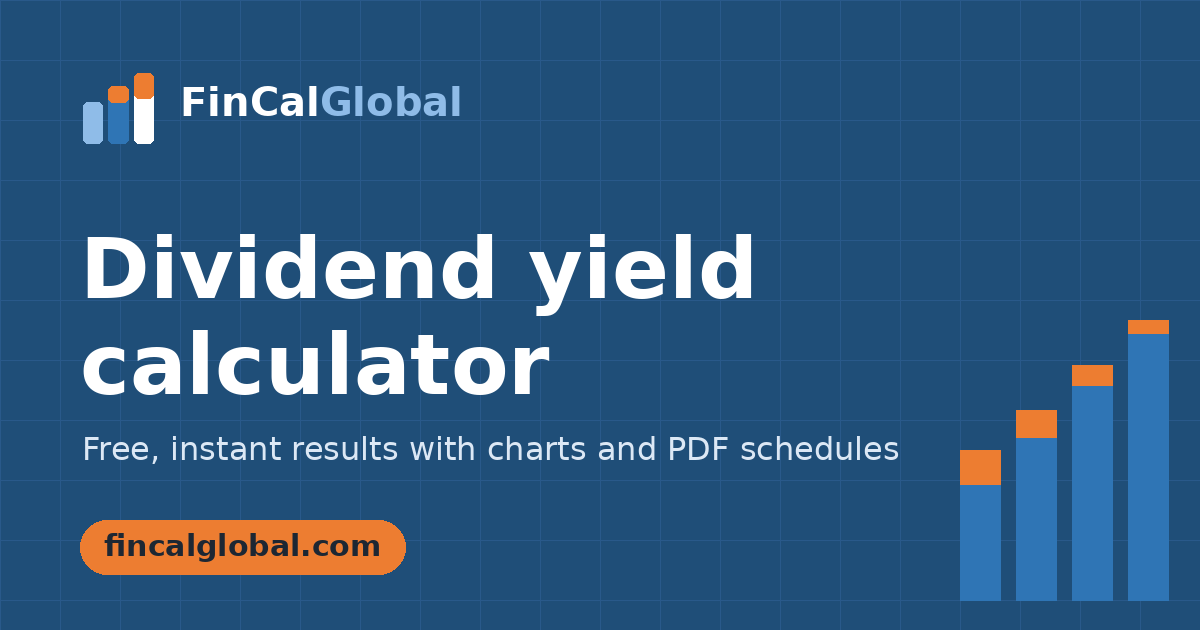 FinCalGlobal
Dividend yield
calculator
Free, instant results with charts and PDF schedules
fincalglobal.com